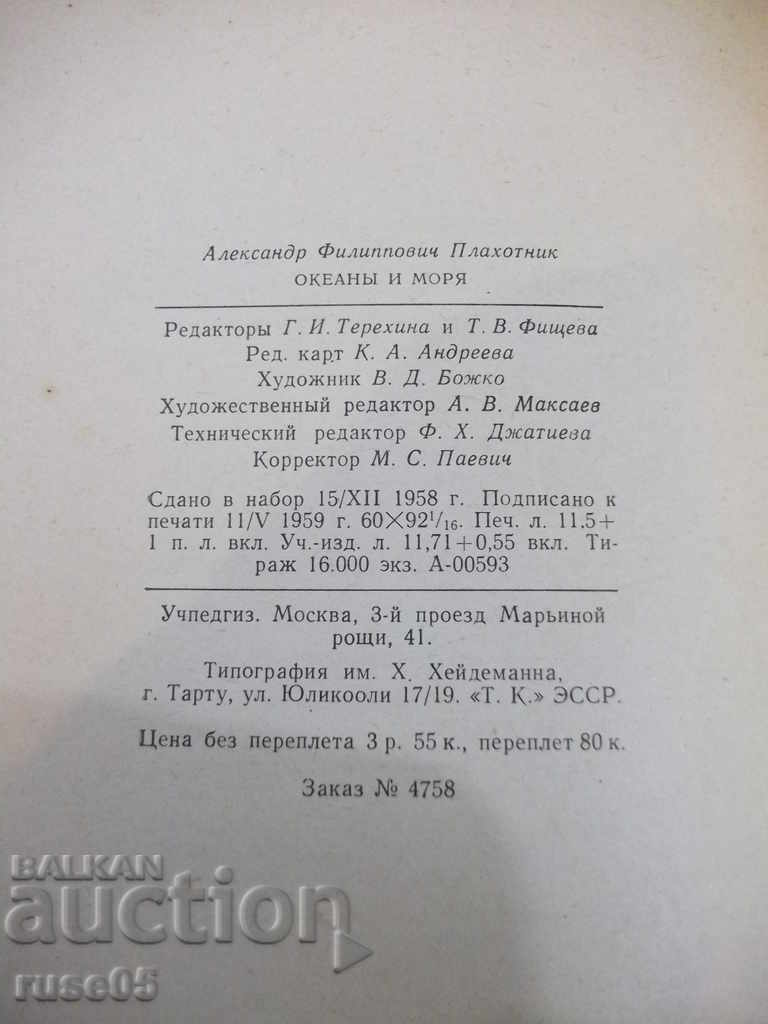 Александр Филиппович Плахотник
ОКЕАНЫ И МОРЯ
Редакторы Г. И. Терехина и Т. В. Фищева
Ред. карт К. А. Андреева
Художник В. Д. Божко
Художественный редактор А. В. Максаев
Технический редактор Ф. Х. Джатиева
Корректор М. С. Паевич
Сдано в набор 15/XII 1958 г. Подписано к
печати 11/V 1959 г. 60×92¹/₁₆. Печ. л. 11.5+
1 п. л. вкл. Уч.-изд. л. 11,71+0,55 вкл. Ти-
раж 16.000 экз. А-00593
Учпедгиз. Москва, 3-й проезд Марьиной
рощи, 41.
Типография им. Х. Хейдеманна,
г. Тарту, ул. Юликооли 17/19. «Т. К.» ЭССР.
Цена без переплета 3 р. 55 к., переплет 80 к.
Заказ № 4758
BALKAN
auction
ruse05